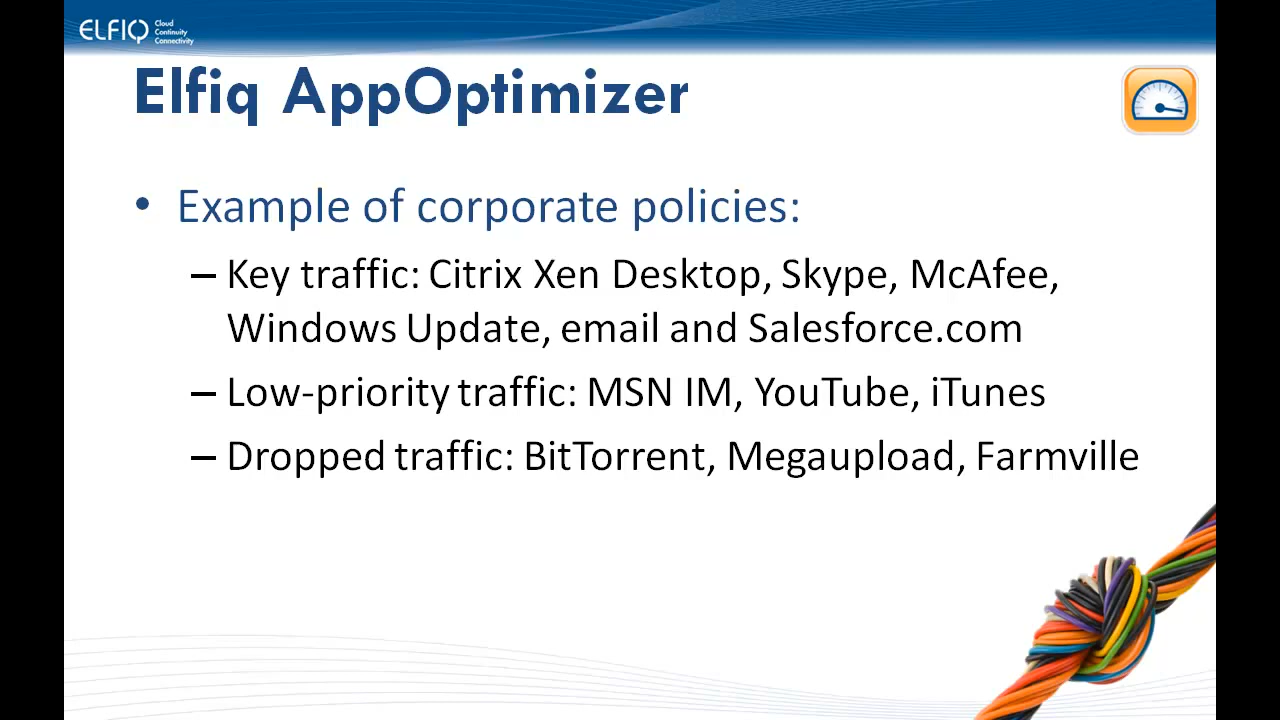 ELFIQ
Cloud
Continuity
Connectivity
Elfiq AppOptimizer
• Example of corporate policies:
– Key traffic: Citrix Xen Desktop, Skype, McAfee,
Windows Update, email and Salesforce.com
– Low-priority traffic: MSN IM, YouTube, iTunes
– Dropped traffic: BitTorrent, Megaupload, Farmville